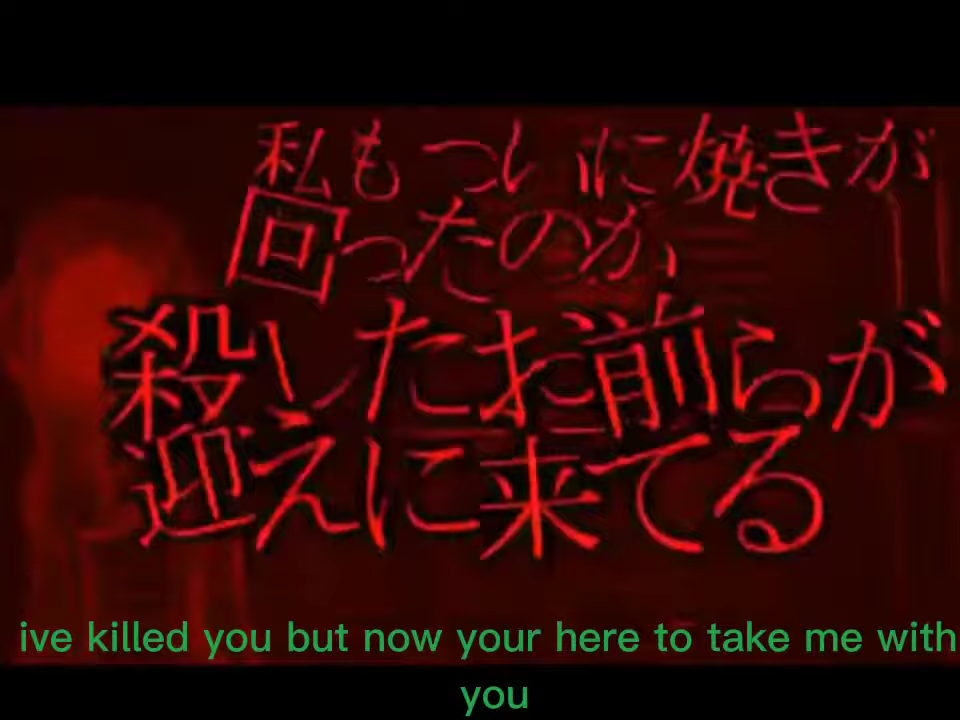 私もついに焼きが
回ったのか、
殺したお前らが
迎えに来てる
ive killed you but now your here to take me with
you